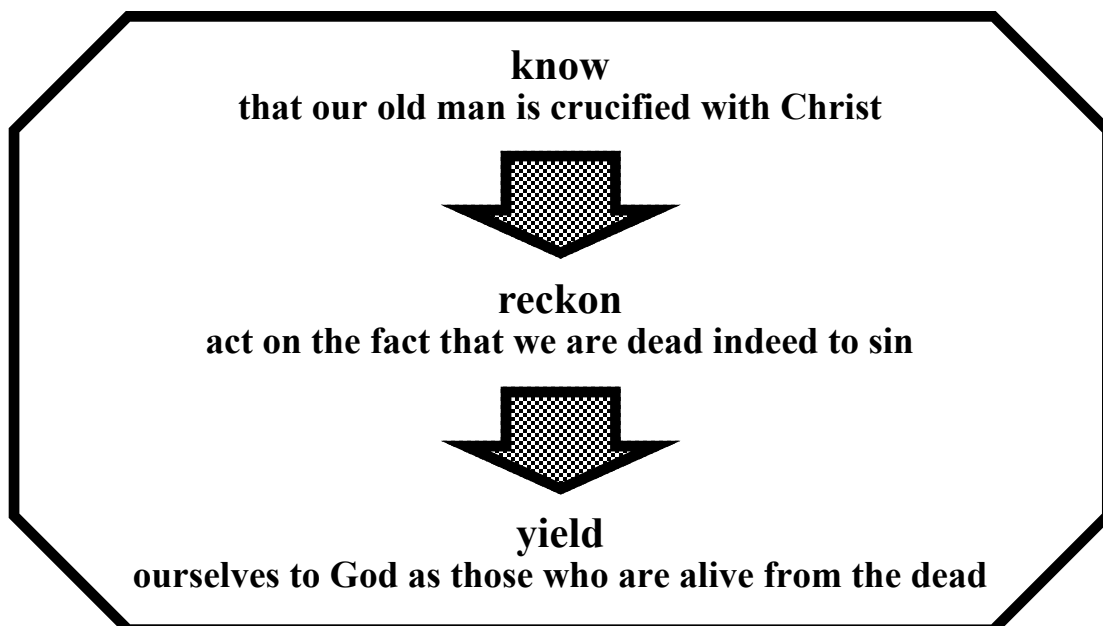 know
that our old man is crucified with Christ
reckon
act on the fact that we are dead indeed to sin
yield
ourselves to God as those who are alive from the dead